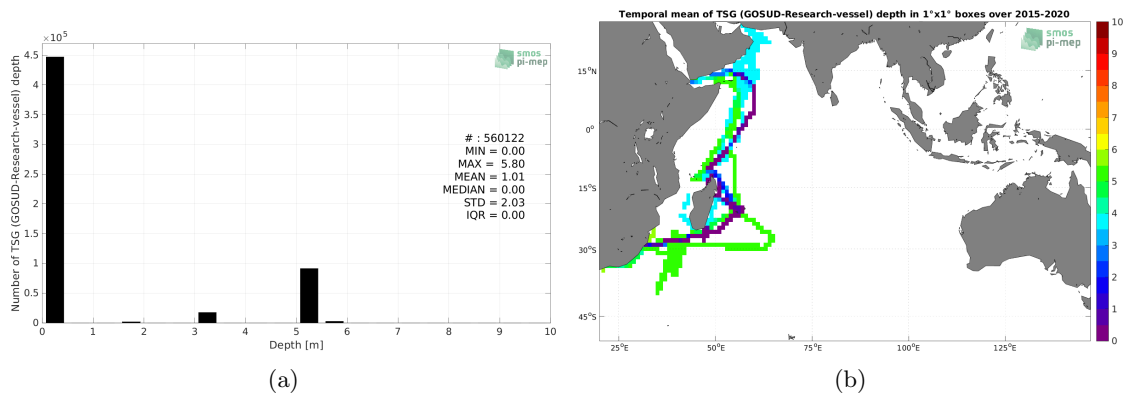 ×10⁵
4.5
4
3.5
3
2.5
2
1.5
1
0.5
0
Number of TSG (GOSUD-Research-vessel) depth
smos
pi-mep
# : 560122
MIN = 0.00
MAX = 5.80
MEAN = 1.01
MEDIAN = 0.00
STD = 2.03
IQR = 0.00
0 1 2 3 4 5 6 7 8 9 10
Depth [m]
(a)
Temporal mean of TSG (GOSUD-Research-vessel) depth in 1°x1° boxes over 2015-2020
smos
pi-mep
15°N
0°
15°S
30°S
45°S
25°E 50°E 75°E 100°E 125°E
10
9
8
7
6
5
4
3
2
1
0
(b)